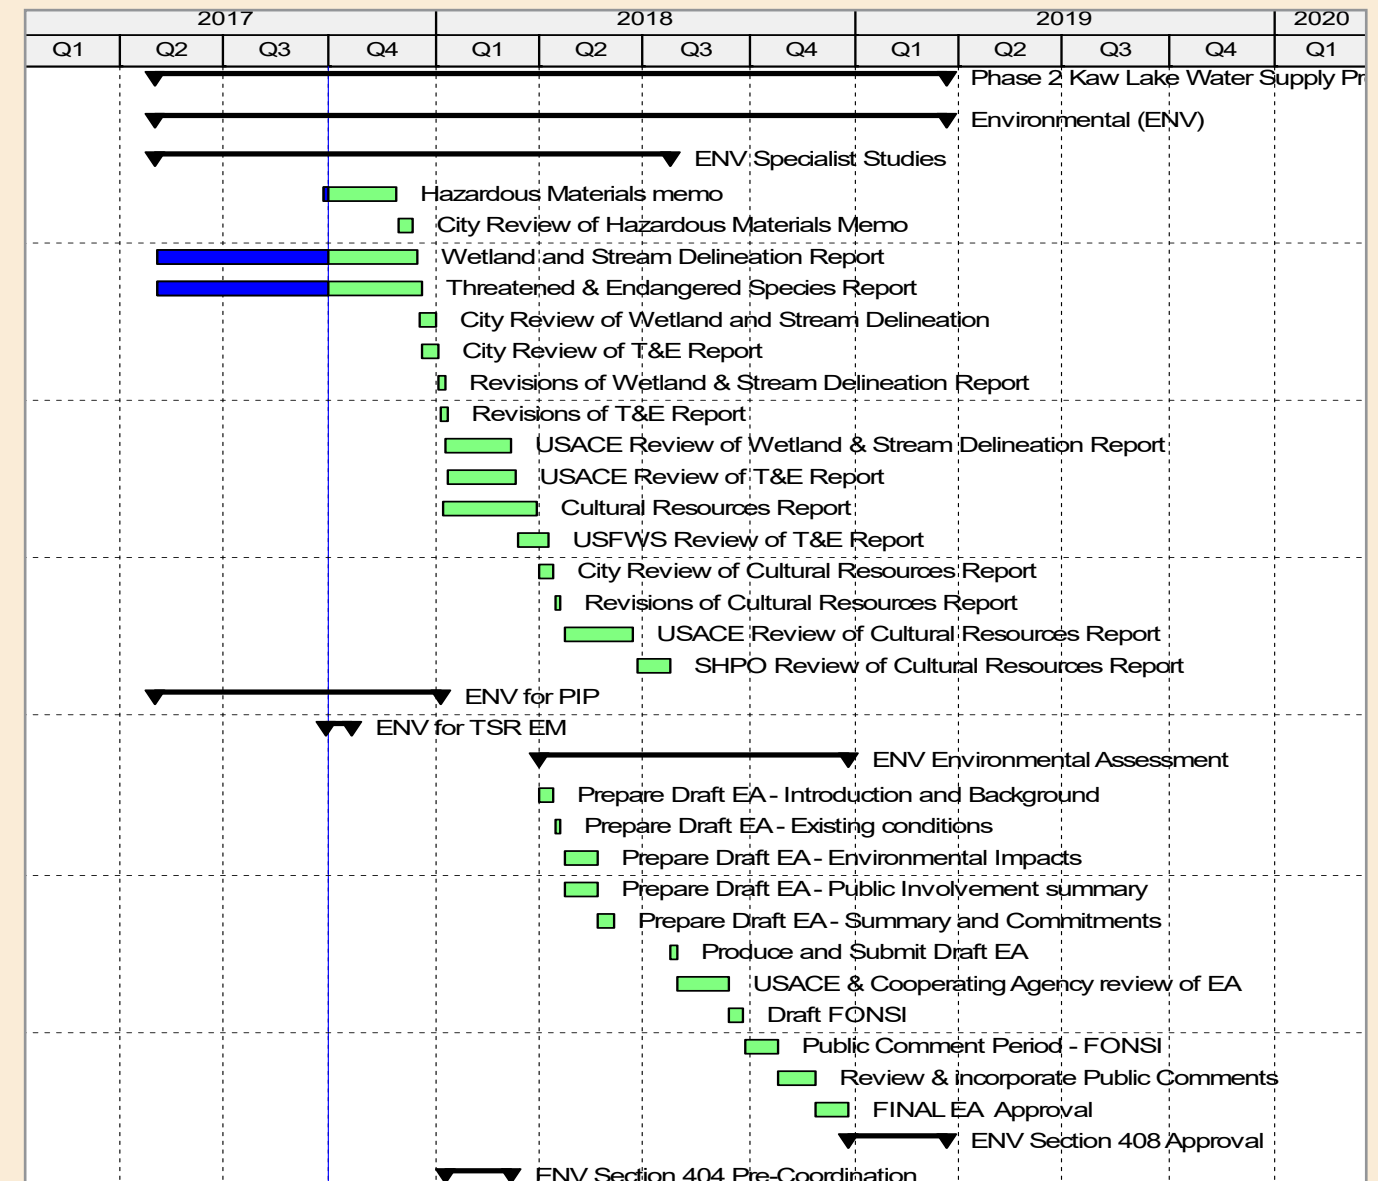 2017 2018 2019 2020
Q1 Q2 Q3 Q4 Q1 Q2 Q3 Q4 Q1 Q2 Q3 Q4 Q1
Phase 2 Kaw Lake Water Supply Pr
Environmental (ENV)
ENV Specialist Studies
Hazardous Materials memo
City Review of Hazardous Materials Memo
Wetland and Stream Delineation Report
Threatened & Endangered Species Report
City Review of Wetland and Stream Delineation
City Review of T&E Report
Revisions of Wetland & Stream Delineation Report
Revisions of T&E Report
USACE Review of Wetland & Stream Delineation Report
USACE Review of T&E Report
Cultural Resources Report
USFWS Review of T&E Report
City Review of Cultural Resources Report
Revisions of Cultural Resources Report
USACE Review of Cultural Resources Report
SHPO Review of Cultural Resources Report
ENV for PIP
ENV for TSR EM
ENV Environmental Assessment
Prepare Draft EA - Introduction and Background
Prepare Draft EA - Existing conditions
Prepare Draft EA - Environmental Impacts
Prepare Draft EA - Public Involvement summary
Prepare Draft EA - Summary and Commitments
Produce and Submit Draft EA
USACE & Cooperating Agency review of EA
Draft FONSI
Public Comment Period - FONSI
Review & incorporate Public Comments
FINAL EA Approval
ENV Section 408 Approval
ENV Section 404 Pre-Coordination